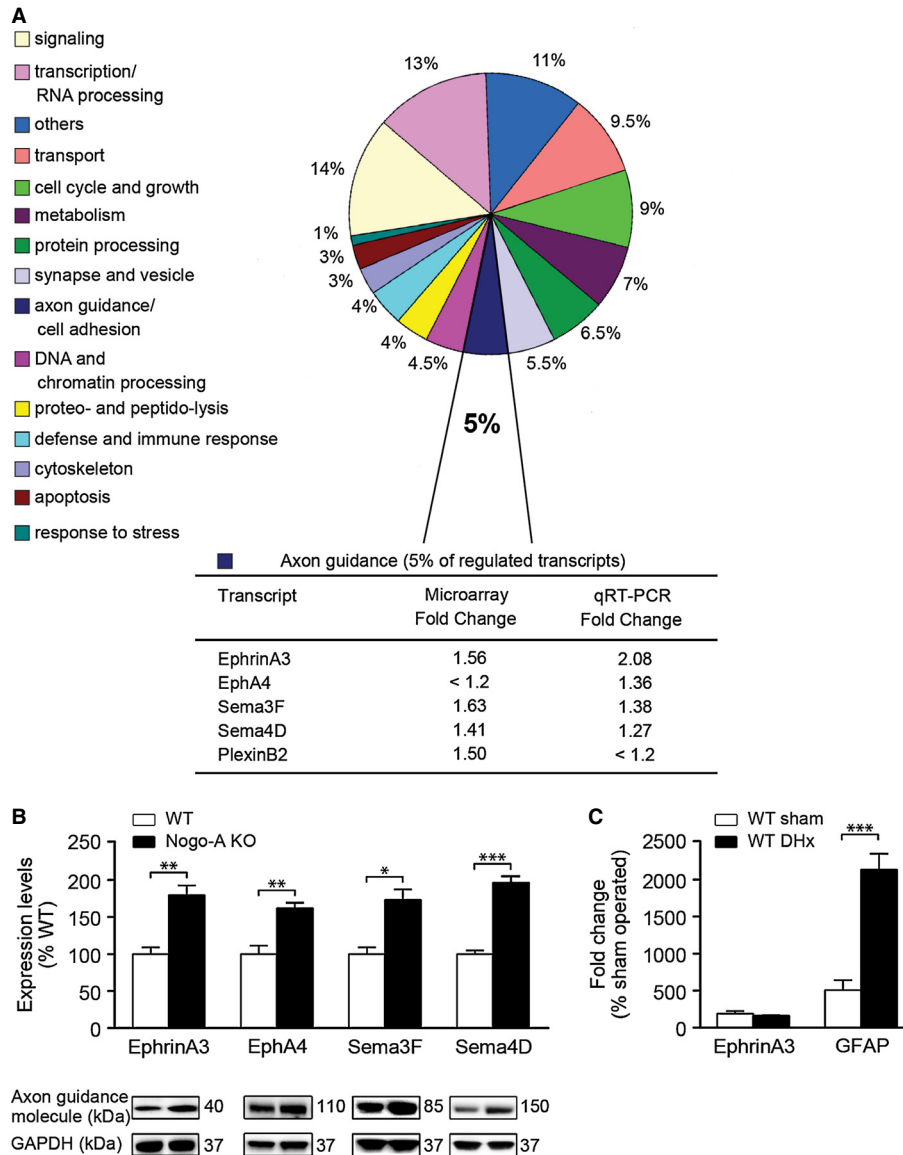 A
signaling
transcription/
RNA processing
others
transport
cell cycle and growth
metabolism
protein processing
synapse and vesicle
axon guidance/
cell adhesion
DNA and
chromatin processing
proteo- and peptido-lysis
defense and immune response
cytoskeleton
apoptosis
response to stress
13%
11%
9.5%
9%
7%
6.5%
5.5%
5%
4.5%
4%
4%
3%
3%
1%
14%
Axon guidance (5% of regulated transcripts)
Transcript Microarray Fold Change qRT-PCR Fold Change
EphrinA3 1.56 2.08
EphA4 < 1.2 1.36
Sema3F 1.63 1.38
Sema4D 1.41 1.27
PlexinB2 1.50 < 1.2
B
WT
Nogo-A KO
Expression levels
(% WT)
250
200
150
100
50
0
**
**
*
***
EphrinA3 EphA4 Sema3F Sema4D
Axon guidance
molecule (kDa) 40 110 85 150
GAPDH (kDa) 37 37 37 37
C
WT sham
WT DHx
Fold change
(% sham operated)
2500
2000
1500
1000
500
0
***
EphrinA3 GFAP